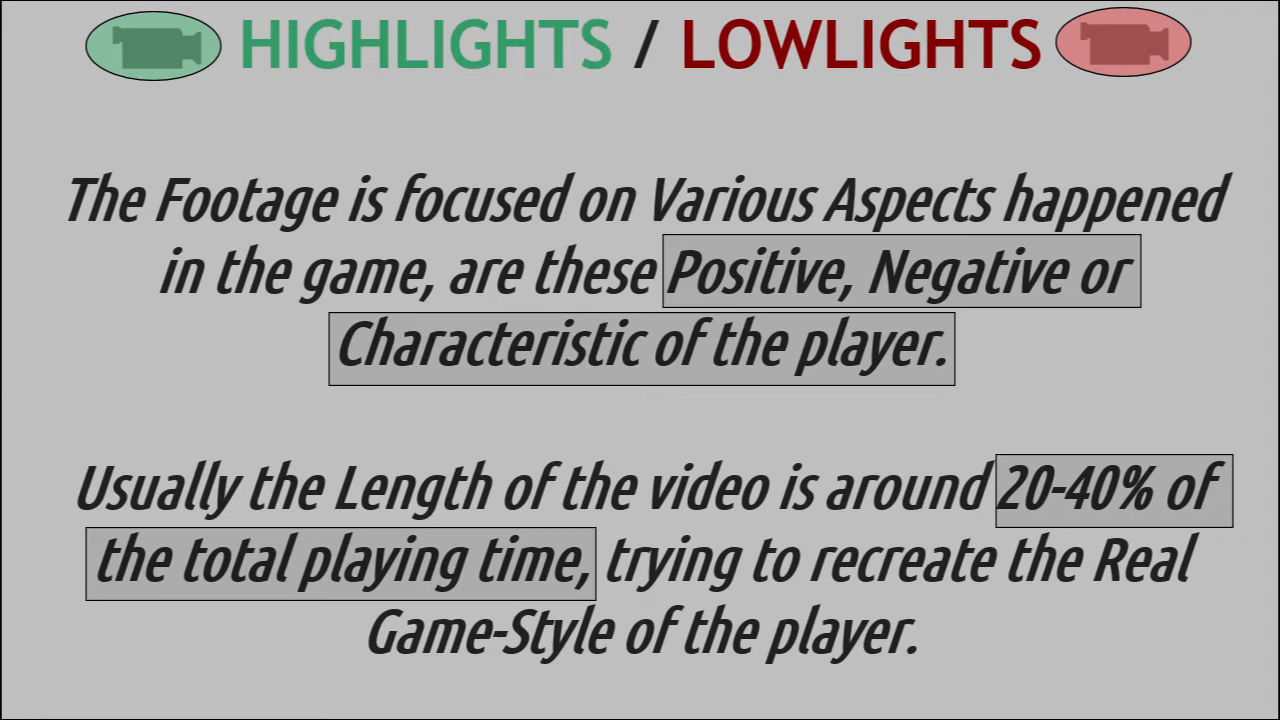 HIGHLIGHTS / LOWLIGHTS
The Footage is focused on Various Aspects happened
in the game, are these Positive, Negative or
Characteristic of the player.
Usually the Length of the video is around 20-40% of
the total playing time, trying to recreate the Real
Game-Style of the player.